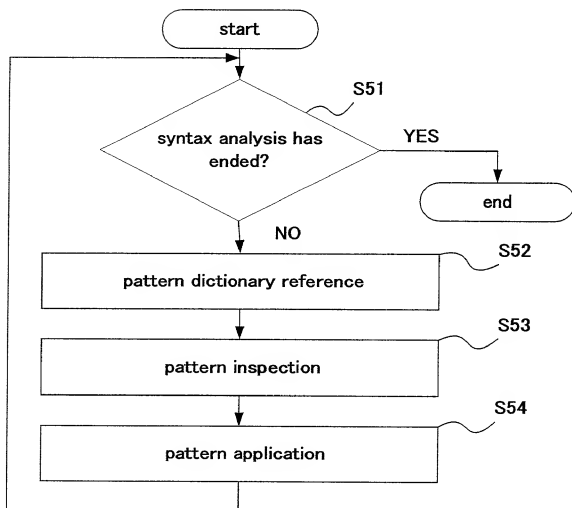 start
S51
syntax analysis has
ended?
YES
end
NO
S52
pattern dictionary reference
S53
pattern inspection
S54
pattern application